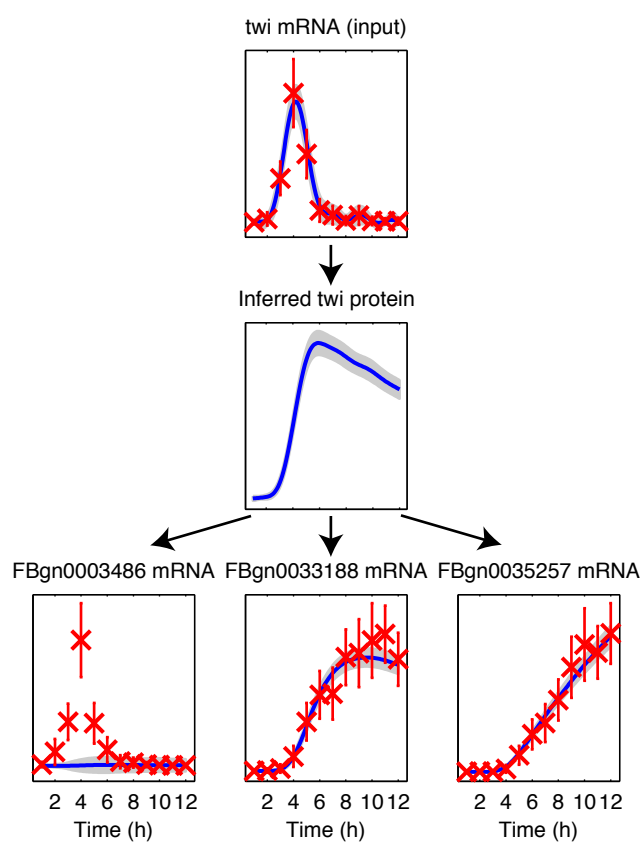 twi mRNA (input)
Inferred twi protein
FBgn0003486 mRNA FBgn0033188 mRNA FBgn0035257 mRNA
2 4 6 8 10 12 2 4 6 8 10 12 2 4 6 8 10 12
Time (h) Time (h) Time (h)